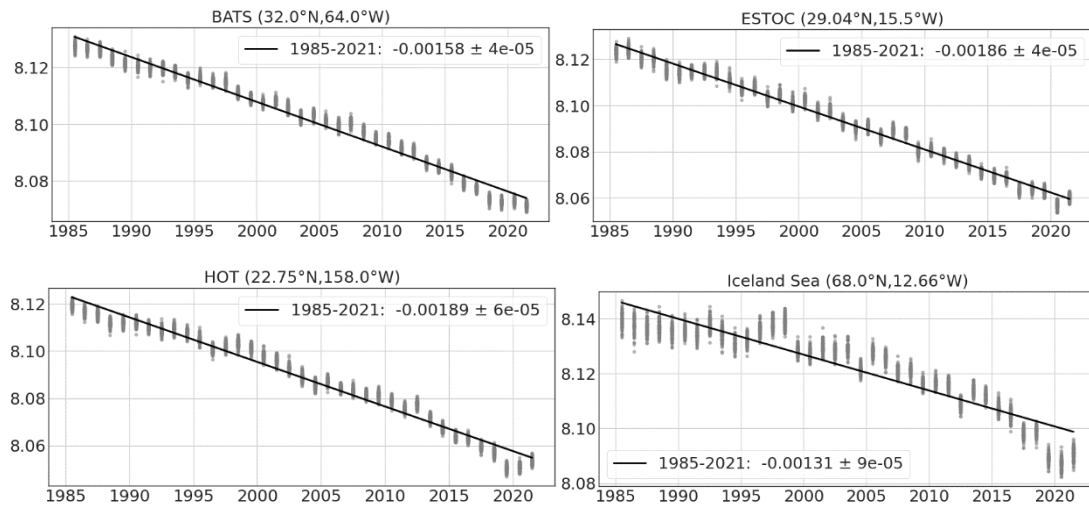 BATS (32.0°N,64.0°W)
1985-2021: -0.00158 ± 4e-05
8.12
8.10
8.08
1985 1990 1995 2000 2005 2010 2015 2020
ESTOC (29.04°N,15.5°W)
1985-2021: -0.00186 ± 4e-05
8.12
8.10
8.08
8.06
1985 1990 1995 2000 2005 2010 2015 2020
HOT (22.75°N,158.0°W)
1985-2021: -0.00189 ± 6e-05
8.12
8.10
8.08
8.06
1985 1990 1995 2000 2005 2010 2015 2020
Iceland Sea (68.0°N,12.66°W)
8.14
8.12
8.10
1985-2021: -0.00131 ± 9e-05
8.08
1985 1990 1995 2000 2005 2010 2015 2020